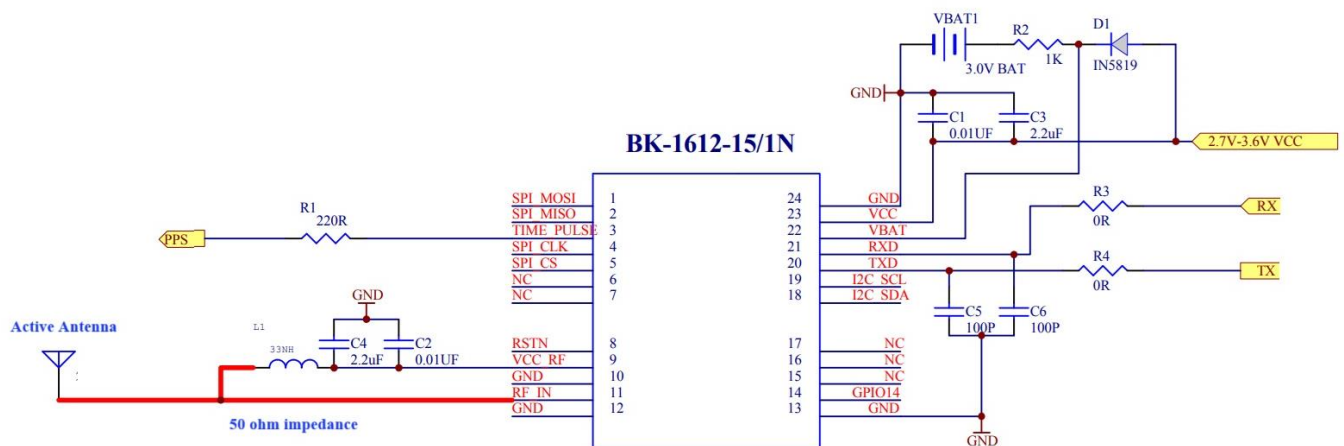 VBAT1
R2
D1
3.0V BAT
1K
IN5819
GND
C1
0.01UF
C3
2.2uF
2.7V-3.6V VCC
BK-1612-15/1N
SPI_MOSI 1
SPI_MISO 2
TIME_PULSE 3
SPI_CLK 4
SPI_CS 5
NC 6
NC 7
RSTN 8
VCC_RF 9
GND 10
RF_IN 11
GND 12
24 GND
23 VCC
22 VBAT
21 RXD
20 TXD
19 I2C_SCL
18 I2C_SDA
17 NC
16 NC
15 NC
14 GPIO14
13 GND
R1
220R
PPS
R3
0R
RX
R4
0R
TX
C5
100P
C6
100P
GND
GND
Active Antenna
L1
33NH
C4
2.2uF
C2
0.01UF
50 ohm impedance